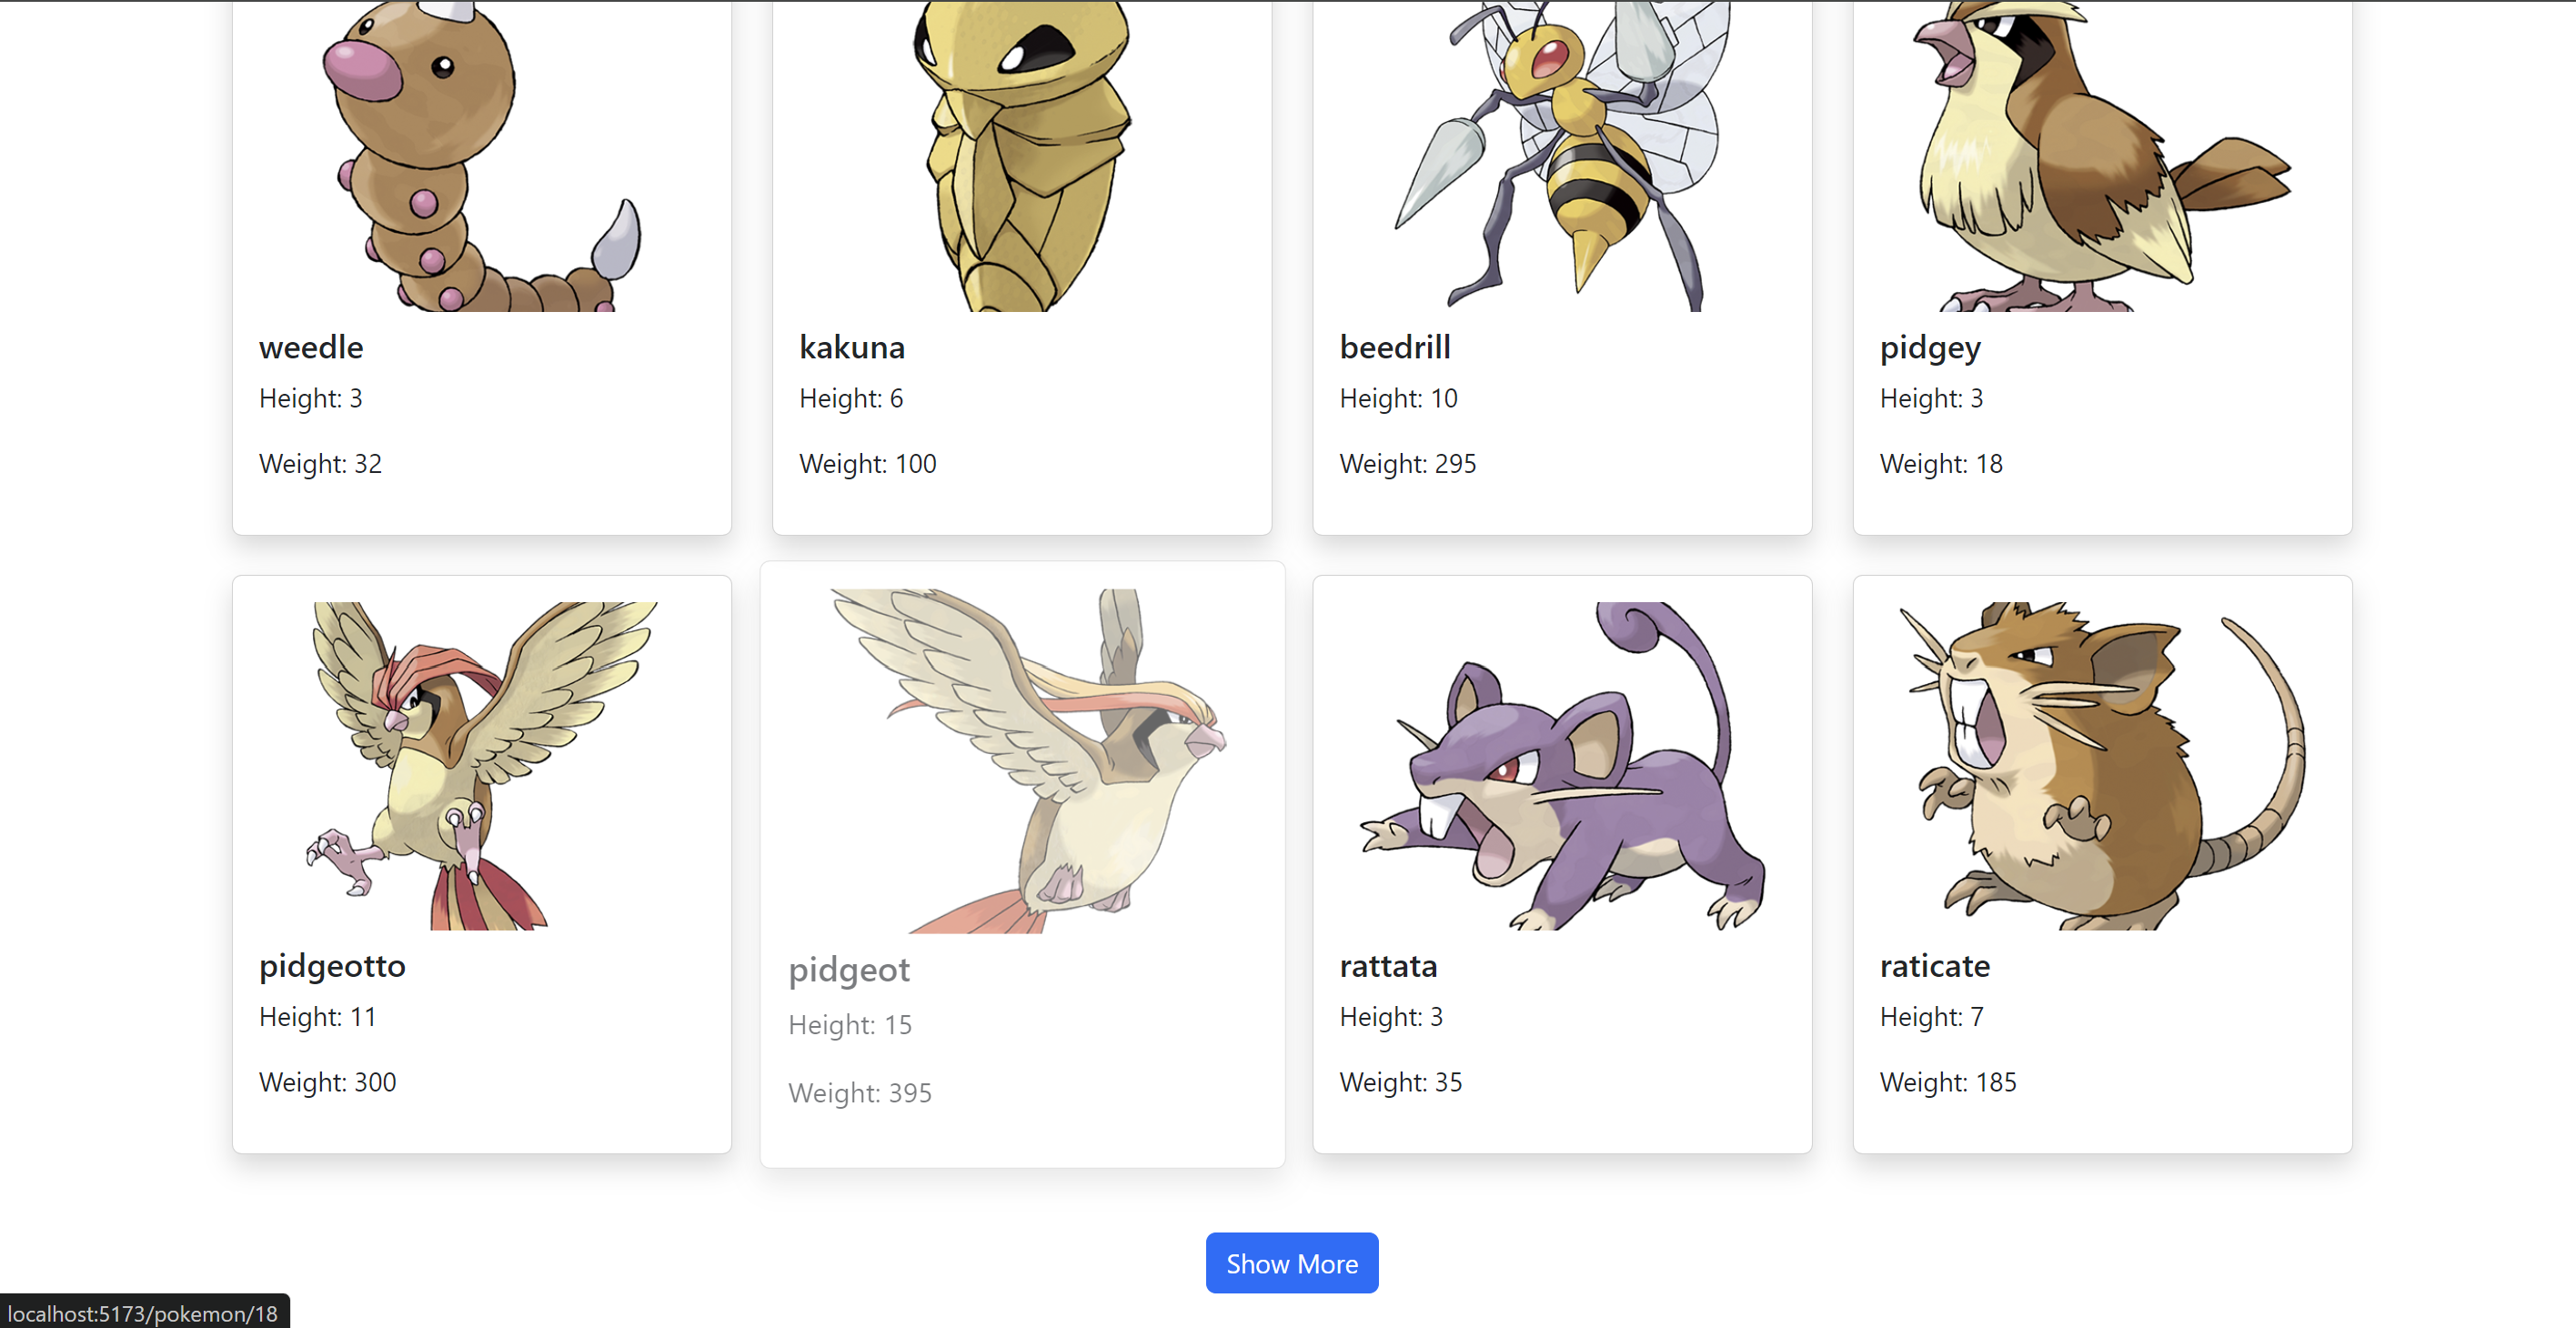 weedle
Height: 3
Weight: 32
kakuna
Height: 6
Weight: 100
beedrill
Height: 10
Weight: 295
pidgey
Height: 3
Weight: 18
pidgeotto
Height: 11
Weight: 300
pidgeot
Height: 15
Weight: 395
rattata
Height: 3
Weight: 35
raticate
Height: 7
Weight: 185
Show More
localhost:5173/pokemon/18